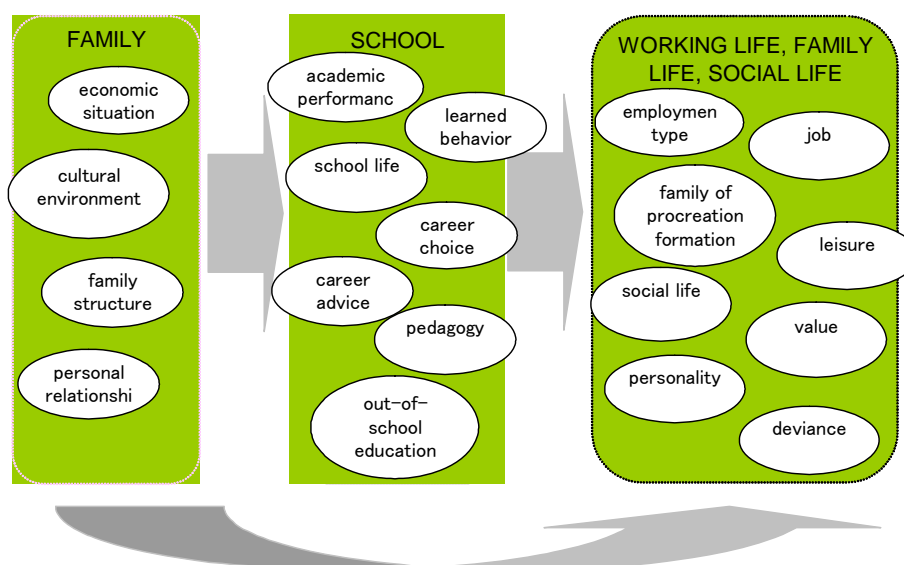 FAMILY
economic
situation
cultural
environment
family
structure
personal
relationshi
SCHOOL
academic
performanc
learned
behavior
school life
career
choice
career
advice
pedagogy
out-of-
school
education
WORKING LIFE, FAMILY
LIFE, SOCIAL LIFE
employmen
type
job
family of
procreation
formation
leisure
social life
value
personality
deviance